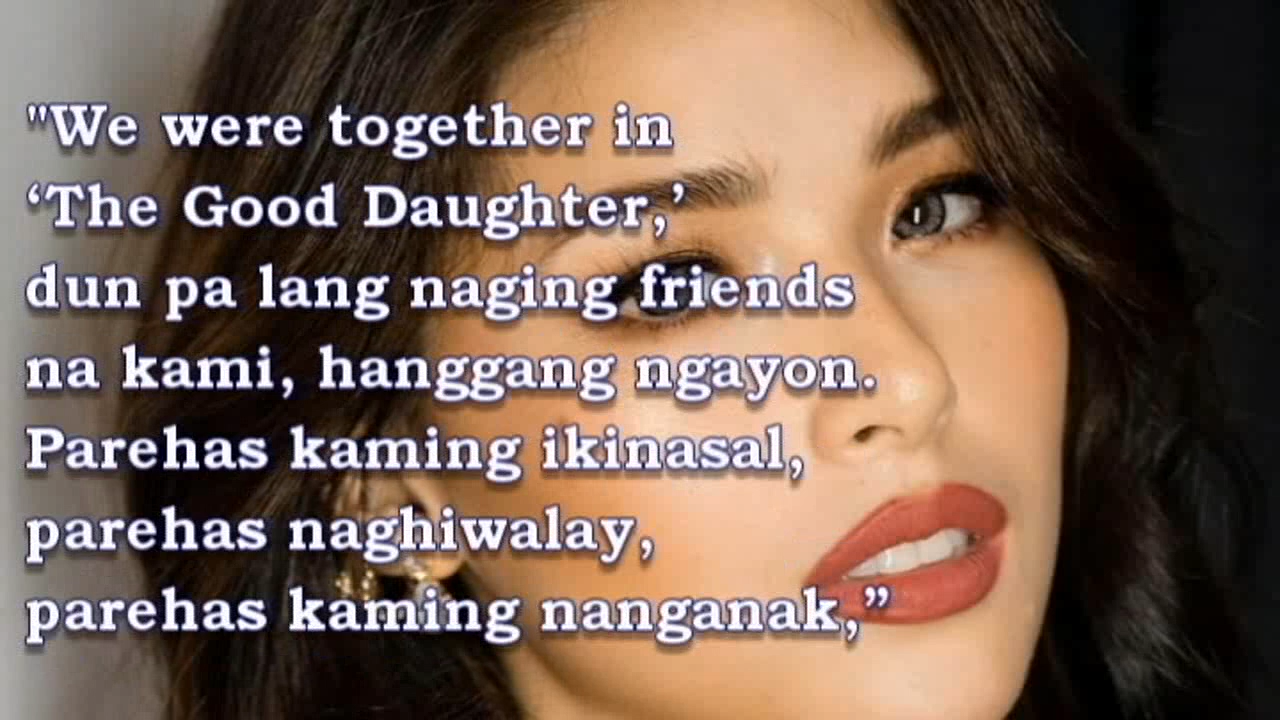 "We were together in
‘The Good Daughter,’
dun pa lang naging friends
na kami, hanggang ngayon.
Parehas kaming ikinasal,
parehas naghiwalay,
parehas kaming nanganak,”